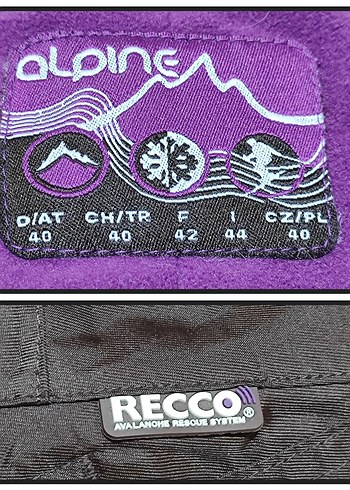 ALPINE
D/AT CH/TR F I CZ/PL
40 40 42 44 40
RECCO®
AVALANCHE RESCUE SYSTEM